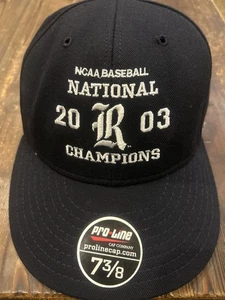 NCAA BASEBALL
NATIONAL
20 R 03
CHAMPIONS
PRO-LINE
CAP COMPANY
prolinecap.com
7 3/8